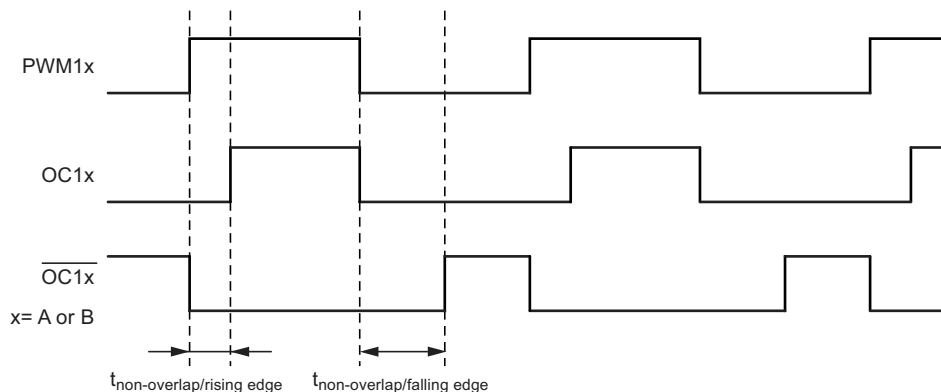 PWM1x
OC1x
OC1x
x= A or B
tnon-overlap/rising edge
tnon-overlap/falling edge